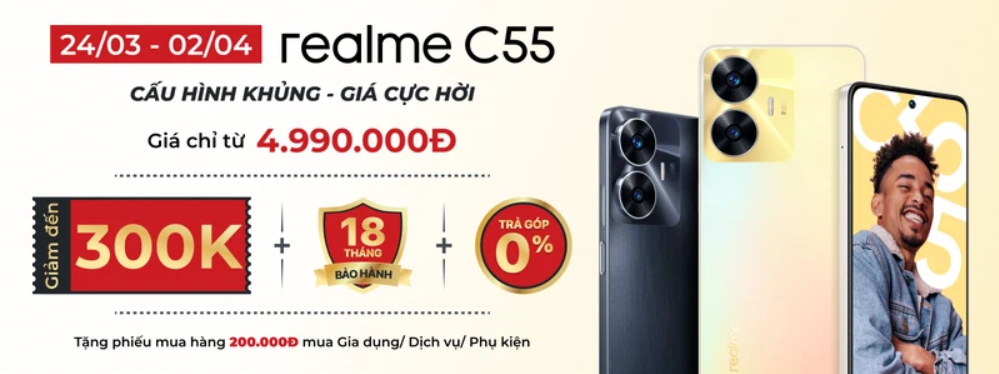 24/03 - 02/04 realme C55
CẤU HÌNH KHỦNG - GIÁ CỰC HỜI
Giá chỉ từ 4.990.000Đ
Giảm đến 300K + 18 THÁNG BẢO HÀNH + TRẢ GÓP 0%
Tặng phiếu mua hàng 200.000Đ mua Gia dụng/ Dịch vụ/ Phụ kiện
realme
C55